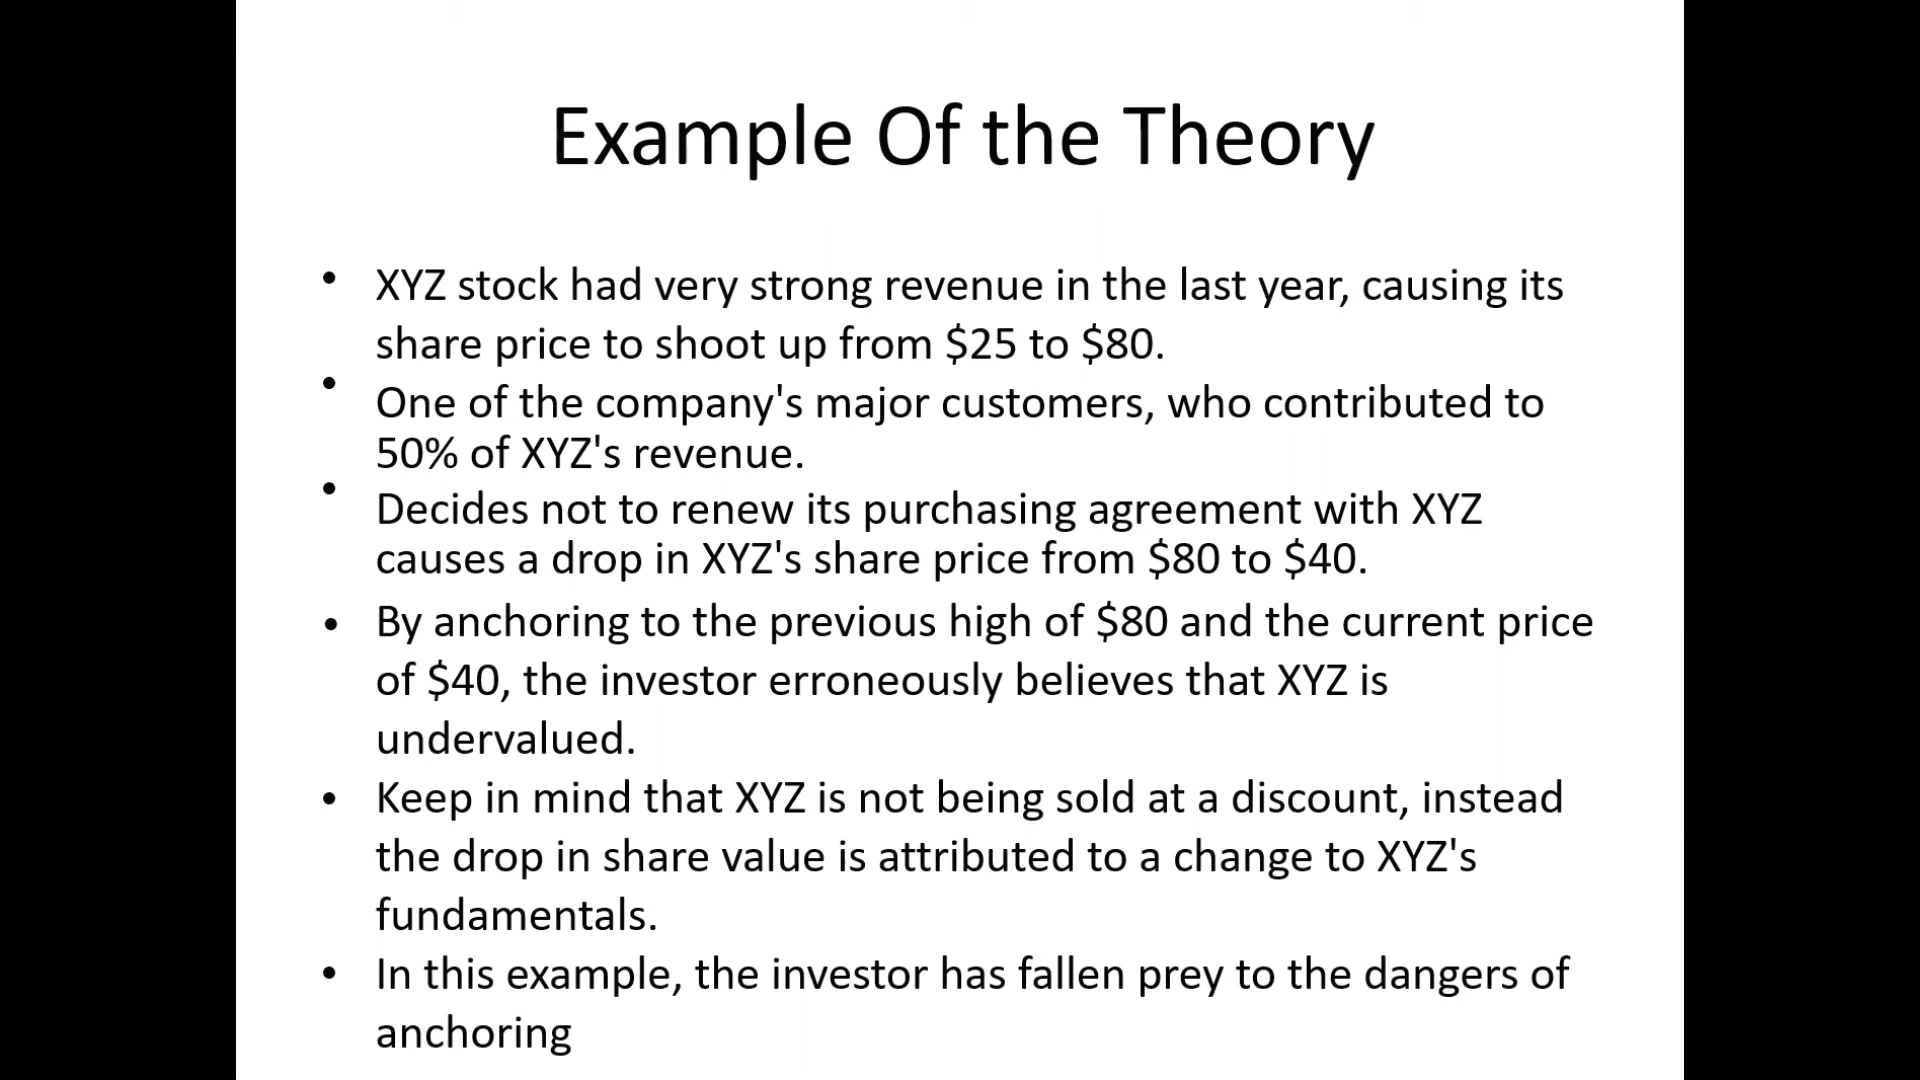 Example Of the Theory
• XYZ stock had very strong revenue in the last year, causing its
share price to shoot up from $25 to $80.
• One of the company's major customers, who contributed to
50% of XYZ's revenue.
• Decides not to renew its purchasing agreement with XYZ
causes a drop in XYZ's share price from $80 to $40.
• By anchoring to the previous high of $80 and the current price
of $40, the investor erroneously believes that XYZ is
undervalued.
• Keep in mind that XYZ is not being sold at a discount, instead
the drop in share value is attributed to a change to XYZ's
fundamentals.
• In this example, the investor has fallen prey to the dangers of
anchoring